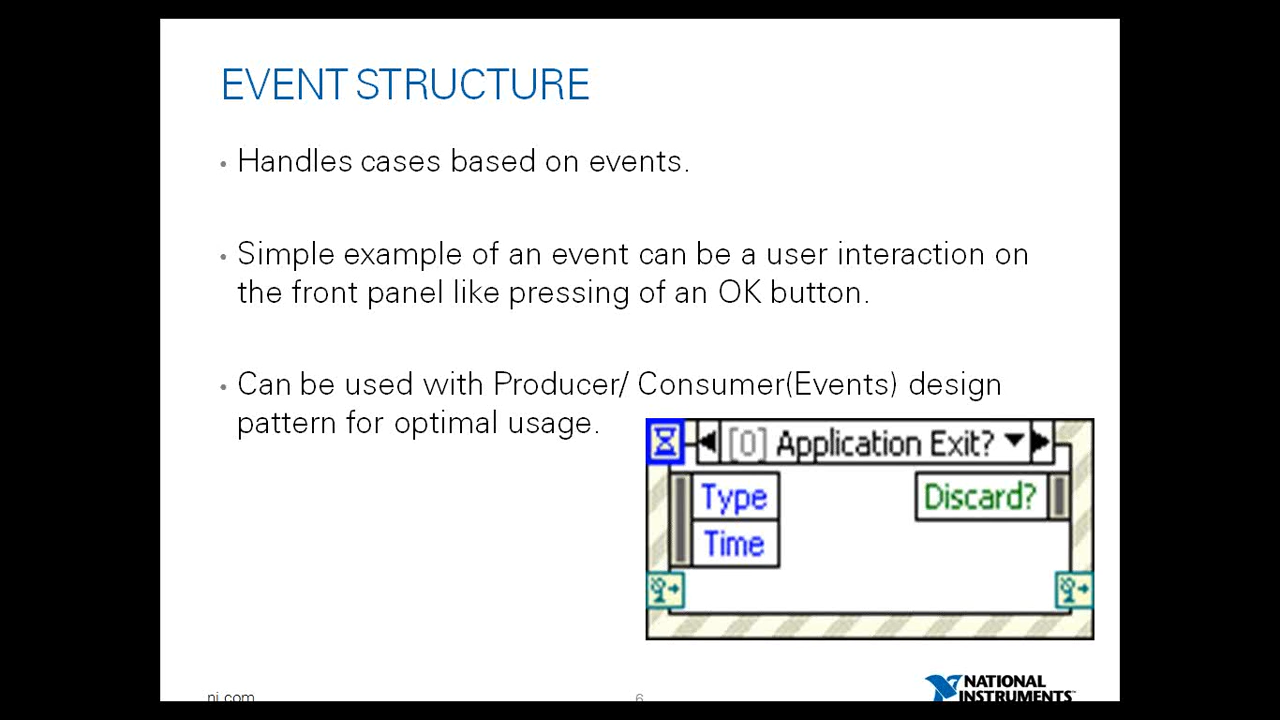 EVENT STRUCTURE
• Handles cases based on events.
• Simple example of an event can be a user interaction on
the front panel like pressing of an OK button.
• Can be used with Producer/ Consumer(Events) design
pattern for optimal usage.
[0] Application Exit?
Type
Discard?
Time
ni.com
6
NATIONAL
INSTRUMENTS